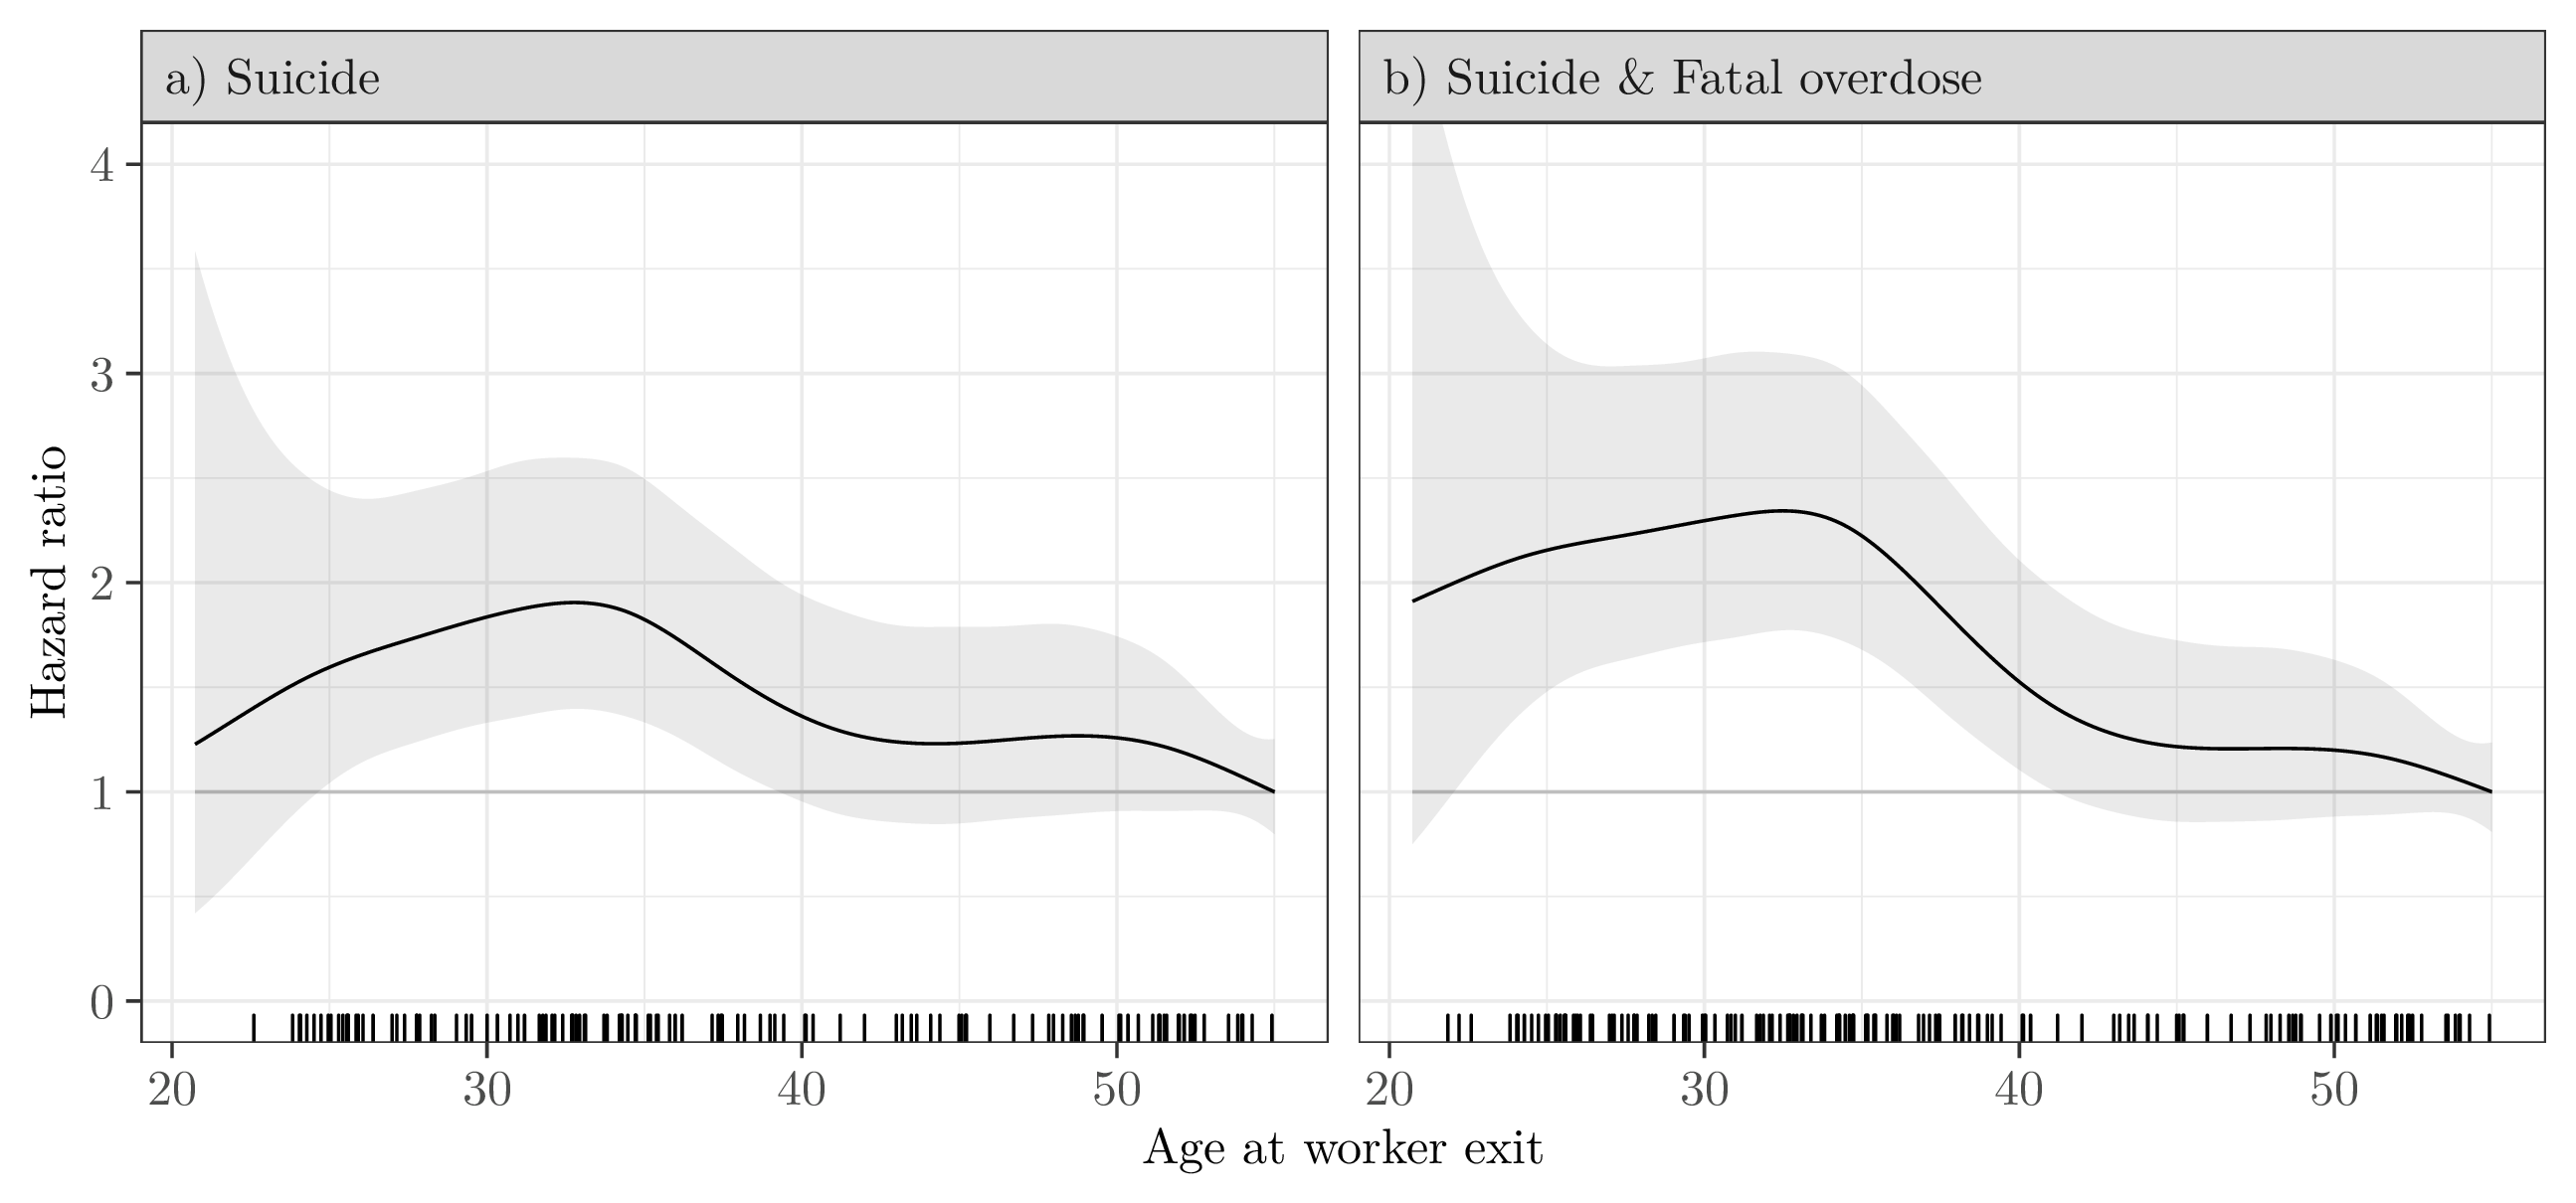 a) Suicide
b) Suicide & Fatal overdose
Hazard ratio
4
3
2
1
0
20 30 40 50
20 30 40 50
Age at worker exit